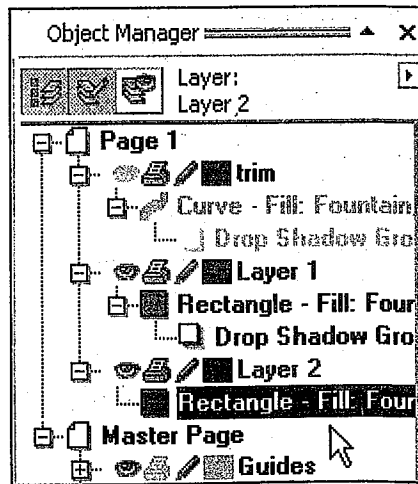 Object Manager
Layer:
Layer 2
Page 1
trim
Curve - Fill: Fountain
Drop Shadow Gro
Layer 1
Rectangle - Fill: Four
Drop Shadow Gro
Layer 2
Rectangle - Fill: Four
Master Page
Guides